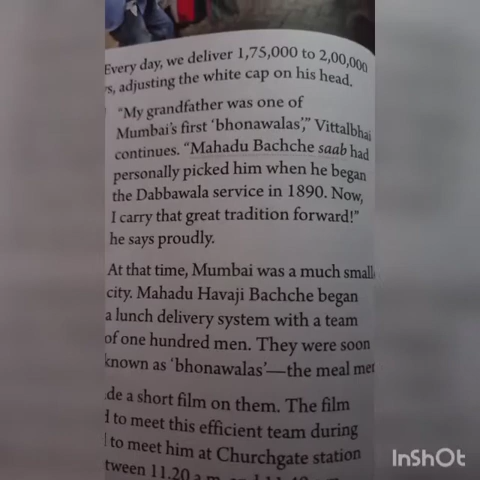 Every day, we deliver 1,75,000 to 2,00,000
s, adjusting the white cap on his head.
"My grandfather was one of
Mumbai's first 'bhonawalas'," Vittalbhai
continues. "Mahadu Bachche saab had
personally picked him when he began
the Dabbawala service in 1890. Now,
I carry that great tradition forward!"
he says proudly.
At that time, Mumbai was a much small
city. Mahadu Havaji Bachche began
a lunch delivery system with a team
of one hundred men. They were soon
known as 'bhonawalas'—the meal men
de a short film on them. The film
to meet this efficient team during
to meet him at Churchgate station
tween 11.20 a.m.
InShOt